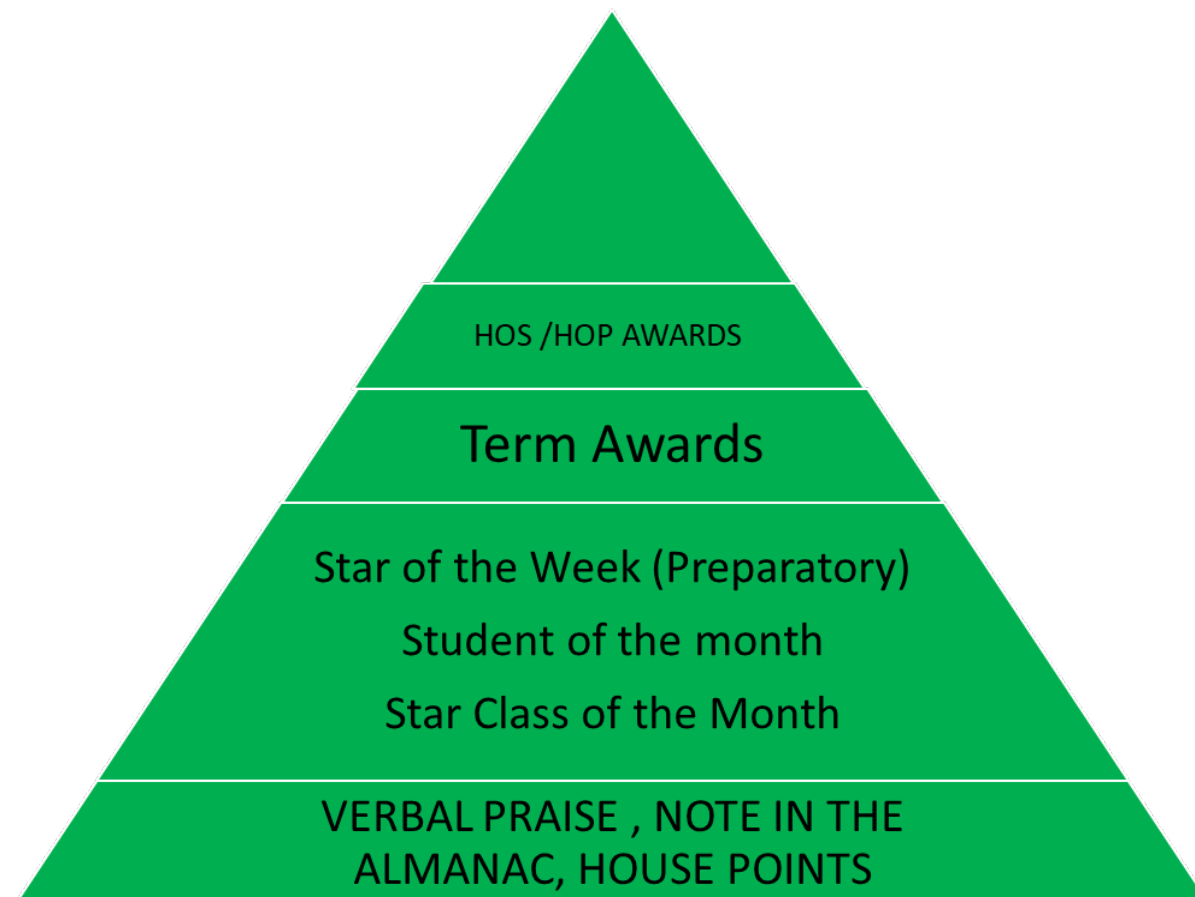 HOS /HOP AWARDS
Term Awards
Star of the Week (Preparatory)
Student of the month
Star Class of the Month
VERBAL PRAISE , NOTE IN THE
ALMANAC, HOUSE POINTS